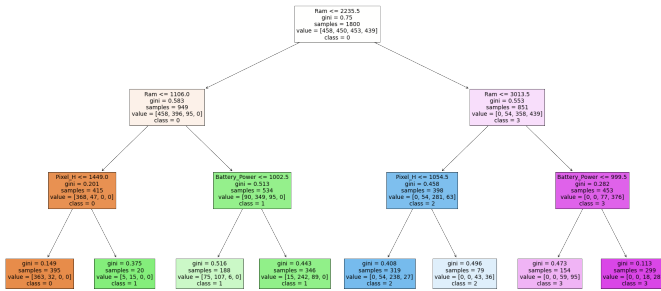 Ram <= 2235.5
gini = 0.75
samples = 1800
value = [458, 450, 453, 439]
class = 0
Ram <= 1106.0
gini = 0.583
samples = 949
value = [458, 396, 95, 0]
class = 0
Ram <= 3013.5
gini = 0.553
samples = 851
value = [0, 54, 358, 439]
class = 3
Pixel_H <= 1449.0
gini = 0.201
samples = 415
value = [368, 47, 0, 0]
class = 0
Battery_Power <= 1002.5
gini = 0.513
samples = 534
value = [90, 349, 95, 0]
class = 1
Pixel_H <= 1054.5
gini = 0.458
samples = 398
value = [0, 54, 281, 63]
class = 2
Battery_Power <= 999.5
gini = 0.282
samples = 453
value = [0, 0, 77, 376]
class = 3
gini = 0.149
samples = 395
value = [363, 32, 0, 0]
class = 0
gini = 0.375
samples = 20
value = [5, 15, 0, 0]
class = 1
gini = 0.516
samples = 188
value = [75, 107, 6, 0]
class = 1
gini = 0.443
samples = 346
value = [15, 242, 89, 0]
class = 1
gini = 0.408
samples = 319
value = [0, 54, 238, 27]
class = 2
gini = 0.496
samples = 79
value = [0, 0, 43, 36]
class = 2
gini = 0.473
samples = 154
value = [0, 0, 59, 95]
class = 3
gini = 0.113
samples = 299
value = [0, 0, 18, 28
class = 3